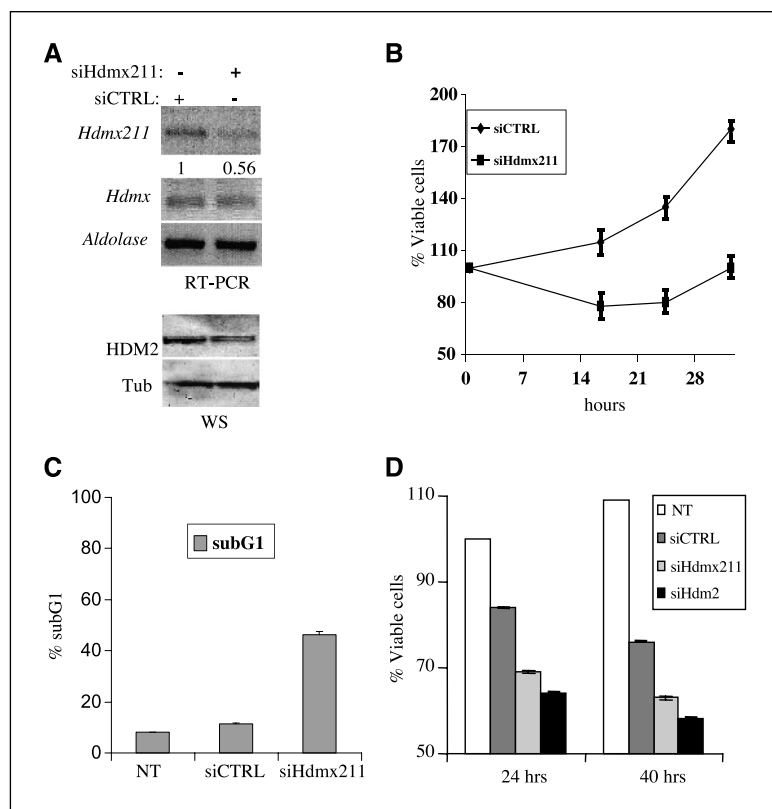 A
siHdmx211: - +
siCTRL: + -
Hdmx211
1 0.56
Hdmx
Aldolase
RT-PCR
HDM2
Tub
WS
B
200
170
140
110
80
50
% Viable cells
siCTRL
siHdmx211
0 7 14 21 28
hours
C
100
80
60
40
20
0
% subG1
subG1
NT siCTRL siHdmx211
D
110
90
70
50
% Viable cells
NT
siCTRL
siHdmx211
siHdm2
24 hrs 40 hrs